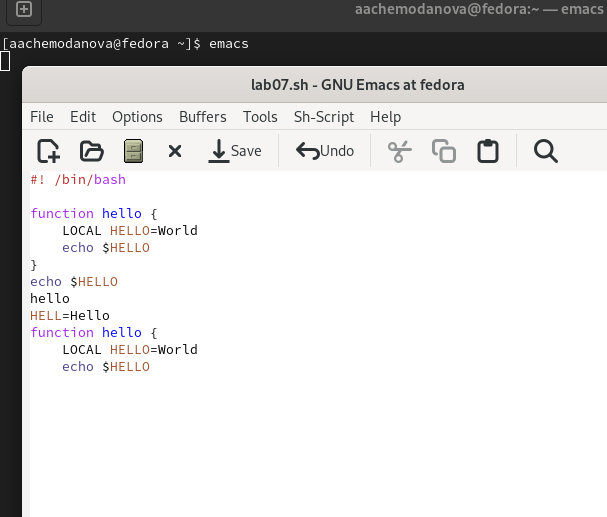 aachemodanova@fedora:~ — emacs
[aachemodanova@fedora ~]$ emacs
lab07.sh - GNU Emacs at fedora
File Edit Options Buffers Tools Sh-Script Help
Save Undo
#! /bin/bash
function hello {
    LOCAL HELLO=World
    echo $HELLO
}
echo $HELLO
hello
HELL=Hello
function hello {
    LOCAL HELLO=World
    echo $HELLO